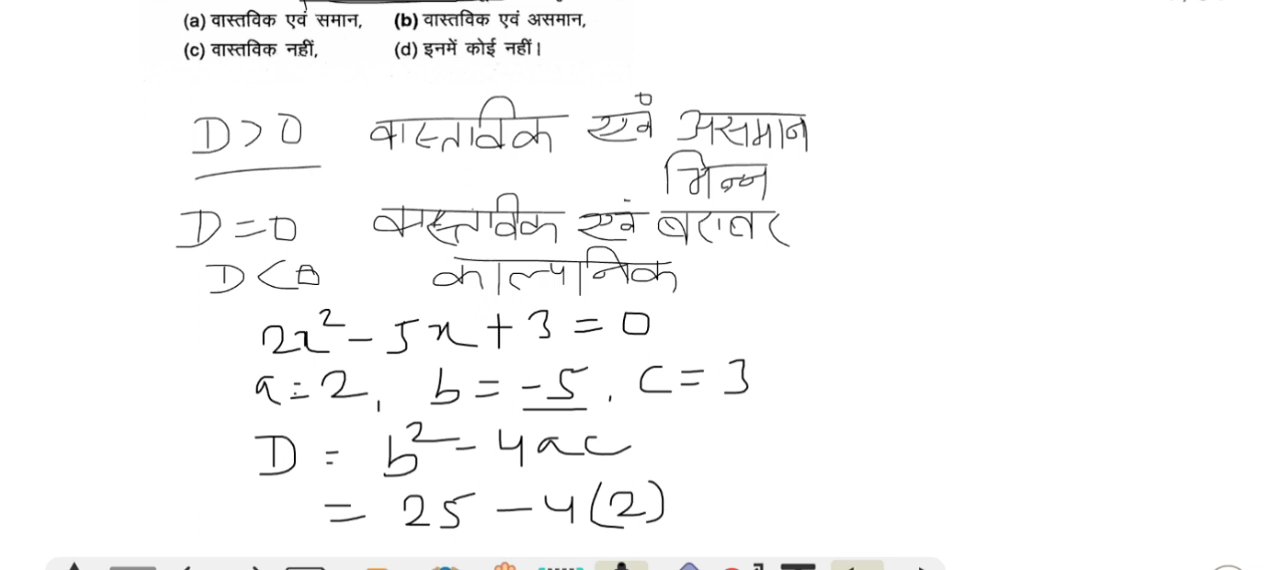 (a) वास्तविक एवं समान, (b) वास्तविक एवं असमान,
(c) वास्तविक नहीं, (d) इनमें कोई नहीं।
D>0 वास्तविक एवं असमान
भिन्न
D=0 वास्तविक एवं बराबर
D<0 काल्पनिक
2x² - 5x + 3 = 0
a = 2, b = -5, c = 3
D = b² - 4ac
= 25 - 4(2)